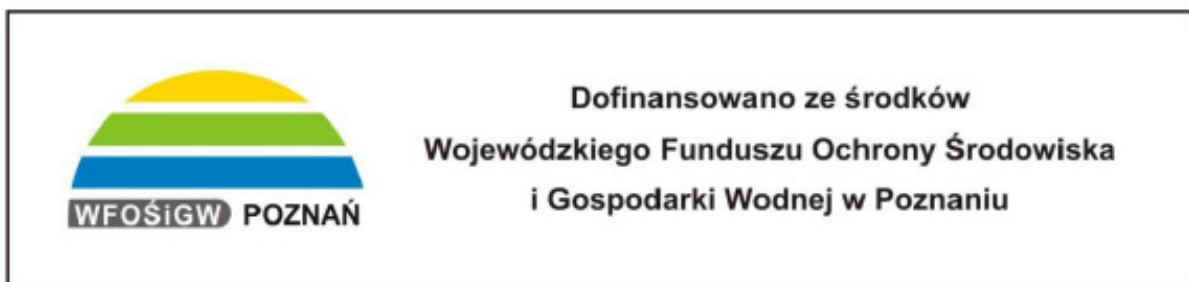 Dofinansowano ze środków
Wojewódzkiego Funduszu Ochrony Środowiska
i Gospodarki Wodnej w Poznaniu
WFOŚiGW POZNAŃ